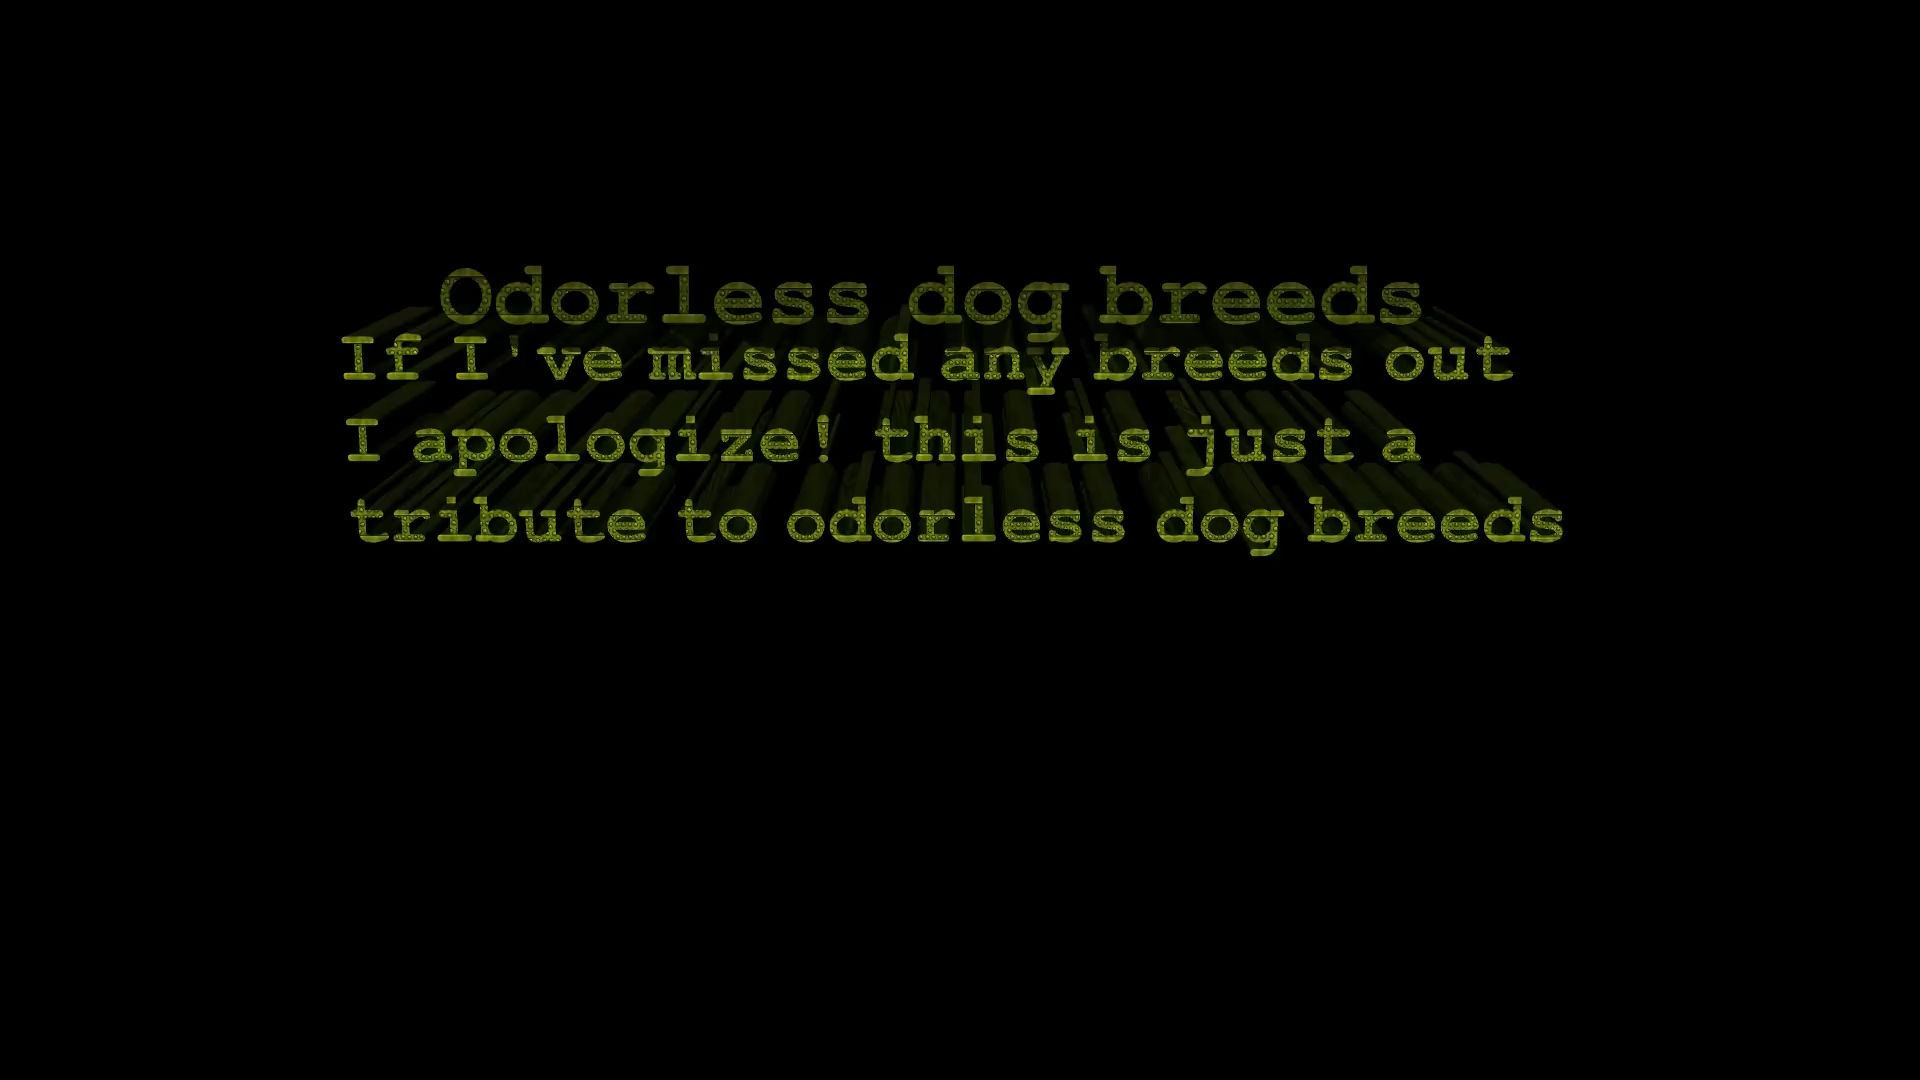 Odorless dog breeds
If I've missed any breeds out
I apologize! this is just a
tribute to odorless dog breeds